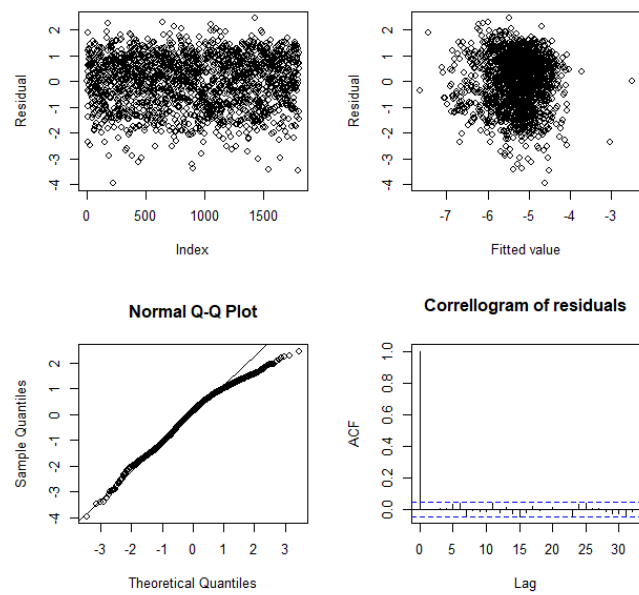 Residual
2
1
0
-1
-2
-3
-4
0 500 1000 1500
Index
Residual
2
1
0
-1
-2
-3
-4
-7 -6 -5 -4 -3
Fitted value
Normal Q-Q Plot
Sample Quantiles
2
1
0
-1
-2
-3
-4
-3 -2 -1 0 1 2 3
Theoretical Quantiles
Correllogram of residuals
ACF
1.0
0.8
0.6
0.4
0.2
0.0
0 5 10 15 20 25 30
Lag